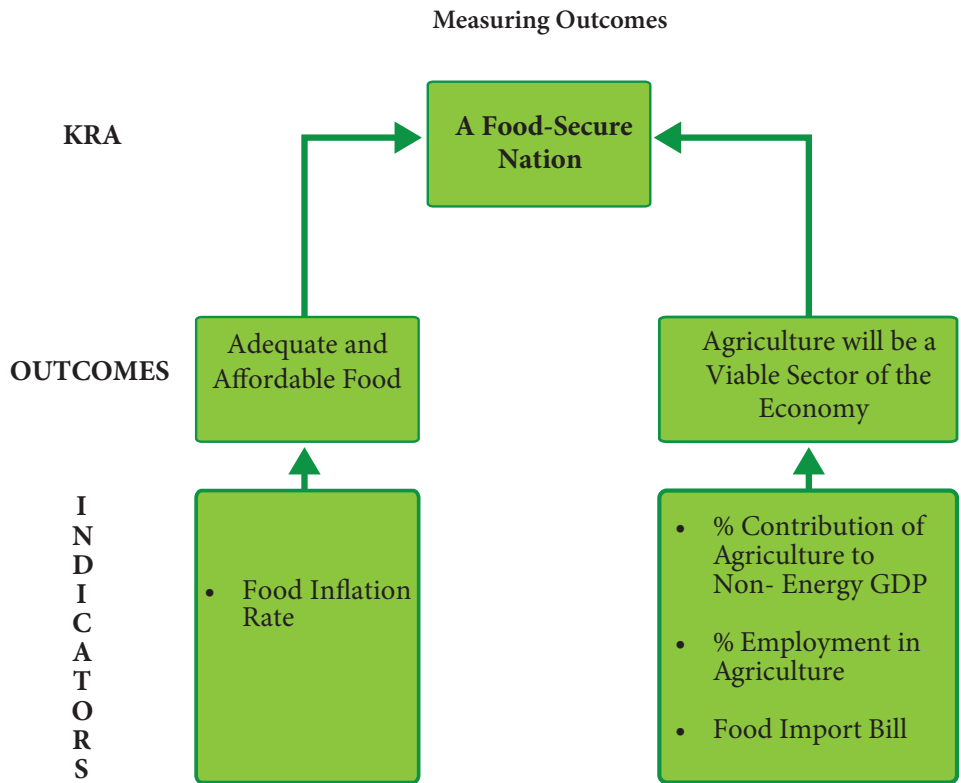 Measuring Outcomes
KRA
A Food-Secure
Nation
OUTCOMES
Adequate and
Affordable Food
Agriculture will be a
Viable Sector of the
Economy
I
N
D
I
C
A
T
O
R
S
• Food Inflation
Rate
• % Contribution of
Agriculture to
Non- Energy GDP
• % Employment in
Agriculture
• Food Import Bill